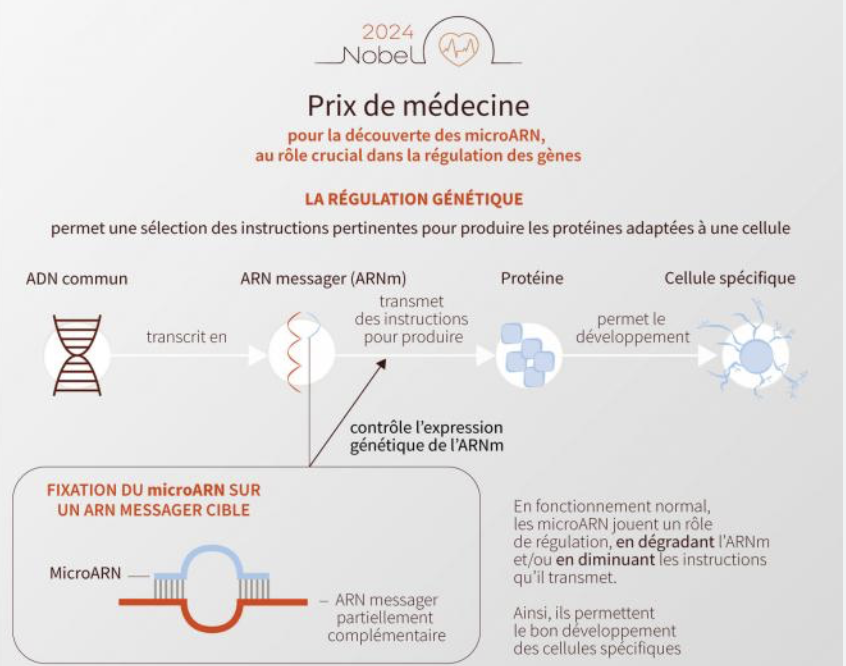 2024
Nobel
Prix de médecine
pour la découverte des microARN,
au rôle crucial dans la régulation des gènes
LA RÉGULATION GÉNÉTIQUE
permet une sélection des instructions pertinentes pour produire les protéines adaptées à une cellule
ADN commun
transcrit en
ARN messager (ARNm)
transmet
des instructions
pour produire
Protéine
permet le
développement
Cellule spécifique
contrôle l'expression
génétique de l'ARNm
FIXATION DU microARN SUR
UN ARN MESSAGER CIBLE
MicroARN
ARN messager
partiellement
complémentaire
En fonctionnement normal,
les microARN jouent un rôle
de régulation, en dégradant l'ARNm
et/ou en diminuant les instructions
qu'il transmet.
Ainsi, ils permettent
le bon développement
des cellules spécifiques